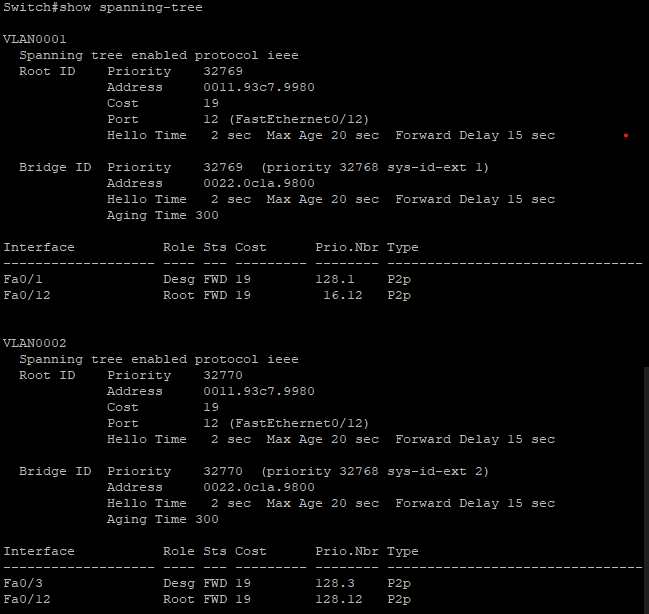 Switch#show spanning-tree
VLAN0001
  Spanning tree enabled protocol ieee
  Root ID    Priority    32769
             Address     0011.93c7.9980
             Cost        19
             Port        12 (FastEthernet0/12)
             Hello Time   2 sec  Max Age 20 sec  Forward Delay 15 sec
  Bridge ID  Priority    32769  (priority 32768 sys-id-ext 1)
             Address     0022.0c1a.9800
             Hello Time   2 sec  Max Age 20 sec  Forward Delay 15 sec
             Aging Time 300
Interface           Role Sts Cost      Prio.Nbr Type
------------------- ---- --- --------- -------- --------------------------------
Fa0/1               Desg FWD 19        128.1    P2p
Fa0/12              Root FWD 19         16.12   P2p
VLAN0002
  Spanning tree enabled protocol ieee
  Root ID    Priority    32770
             Address     0011.93c7.9980
             Cost        19
             Port        12 (FastEthernet0/12)
             Hello Time   2 sec  Max Age 20 sec  Forward Delay 15 sec
  Bridge ID  Priority    32770  (priority 32768 sys-id-ext 2)
             Address     0022.0c1a.9800
             Hello Time   2 sec  Max Age 20 sec  Forward Delay 15 sec
             Aging Time 300
Interface           Role Sts Cost      Prio.Nbr Type
------------------- ---- --- --------- -------- --------------------------------
Fa0/3               Desg FWD 19        128.3    P2p
Fa0/12              Root FWD 19        128.12   P2p